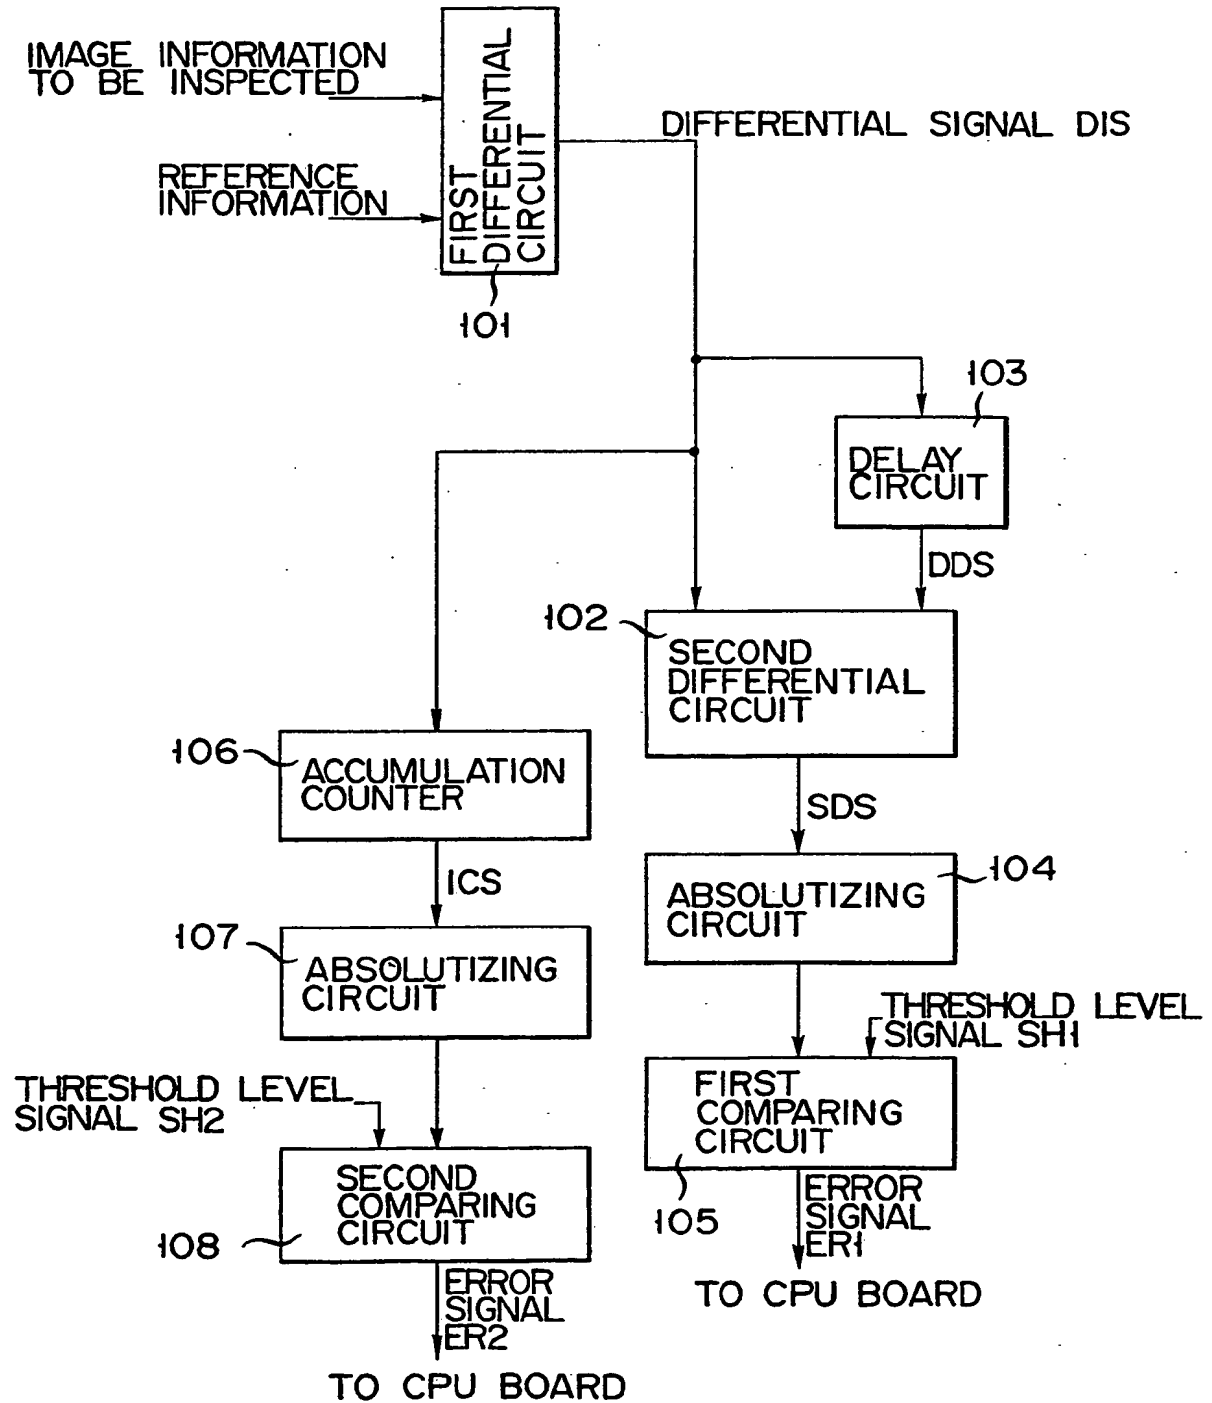 IMAGE INFORMATION
TO BE INSPECTED
REFERENCE
INFORMATION
FIRST
DIFFERENTIAL
CIRCUIT
101
DIFFERENTIAL SIGNAL DIS
103
DELAY
CIRCUIT
DDS
102
SECOND
DIFFERENTIAL
CIRCUIT
106
ACCUMULATION
COUNTER
SDS
ICS
104
ABSOLUTIZING
CIRCUIT
107
ABSOLUTIZING
CIRCUIT
THRESHOLD LEVEL
SIGNAL SH1
FIRST
COMPARING
CIRCUIT
105
THRESHOLD LEVEL
SIGNAL SH2
SECOND
COMPARING
CIRCUIT
108
ERROR
SIGNAL
ER1
TO CPU BOARD
ERROR
SIGNAL
ER2
TO CPU BOARD